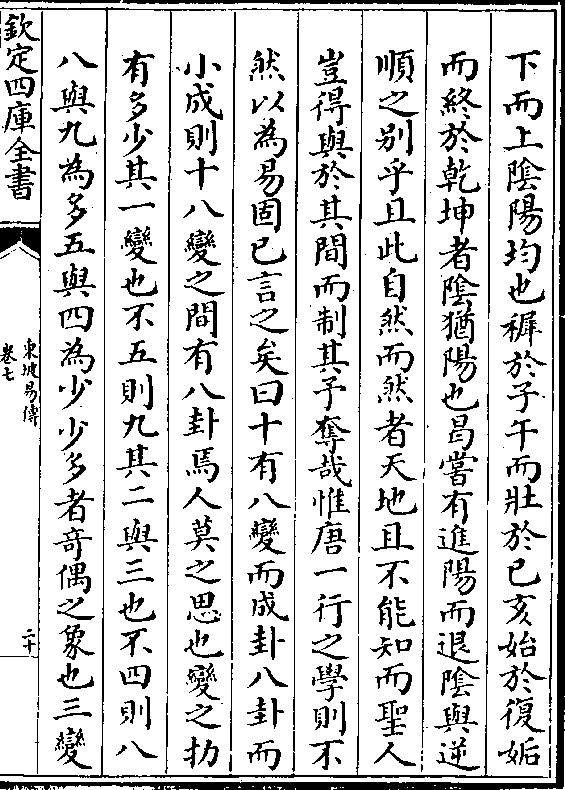 下而上陰陽均也穉於子午而壯於巳亥始於復姤
而終於乾坤者陰猶陽也曷嘗有進陽而退陰與逆
順之别乎且此自然而然者天地且不能知而聖人
豈得與於其間而制其予奪哉惟唐一行之學則不
然以為易固已言之矣曰十有八變而成卦八卦而
小成則十八變之間有八卦焉人莫之思也變之扐
有多少其一變也不五則九其二與三也不四則八
八與九為多五與四為少少多者奇偶之象也三變
欽定四庫全書
東坡易傳
卷七
二十